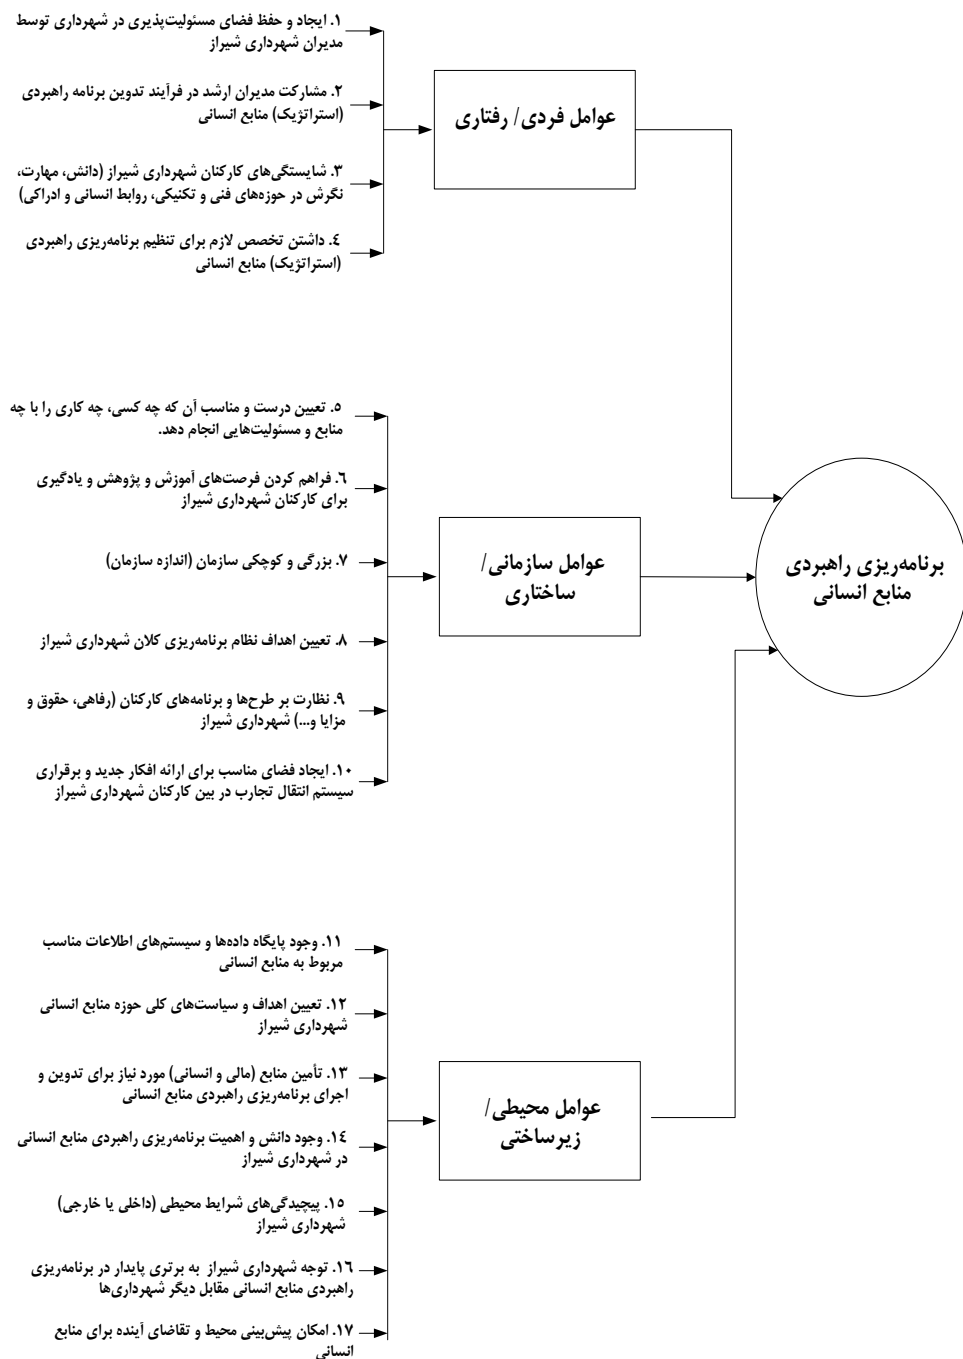 ۱. ایجاد و حفظ فضای مسئولیت‌پذیری در شهرداری توسط
مدیران شهرداری شیراز
۲. مشارکت مدیران ارشد در فرآیند تدوین برنامه راهبردی
(استراتژیک) منابع انسانی
۳. شایستگی‌های کارکنان شهرداری شیراز (دانش، مهارت،
نگرش در حوزه‌های فنی و تکنیکی، روابط انسانی و ادراکی)
٤. داشتن تخصص لازم برای تنظیم برنامه‌ریزی راهبردی
(استراتژیک) منابع انسانی
عوامل فردی/ رفتاری
٥. تعیین درست و مناسب آن که چه کسی، چه کاری را با چه
منابع و مسئولیت‌هایی انجام دهد.
٦. فراهم کردن فرصت‌های آموزش و پژوهش و یادگیری
برای کارکنان شهرداری شیراز
۷. بزرگی و کوچکی سازمان (اندازه سازمان)
۸. تعیین اهداف نظام برنامه‌ریزی کلان شهرداری شیراز
۹. نظارت بر طرح‌ها و برنامه‌های کارکنان (رفاهی، حقوق و
مزایا و...) شهرداری شیراز
۱۰. ایجاد فضای مناسب برای ارائه افکار جدید و برقراری
سیستم انتقال تجارب در بین کارکنان شهرداری شیراز
عوامل سازمانی/
ساختاری
۱۱. وجود پایگاه داده‌ها و سیستم‌های اطلاعات مناسب
مربوط به منابع انسانی
۱۲. تعیین اهداف و سیاست‌های کلی حوزه منابع انسانی
شهرداری شیراز
۱۳. تأمین منابع (مالی و انسانی) مورد نیاز برای تدوین و
اجرای برنامه‌ریزی راهبردی منابع انسانی
۱٤. وجود دانش و اهمیت برنامه‌ریزی راهبردی منابع انسانی
در شهرداری شیراز
۱٥. پیچیدگی‌های شرایط محیطی (داخلی یا خارجی)
شهرداری شیراز
۱٦. توجه شهرداری شیراز به برتری پایدار در برنامه‌ریزی
راهبردی منابع انسانی مقابل دیگر شهرداری‌ها
۱۷. امکان پیش‌بینی محیط و تقاضای آینده برای منابع
انسانی
عوامل محیطی/
زیرساختی
برنامه‌ریزی راهبردی
منابع انسانی